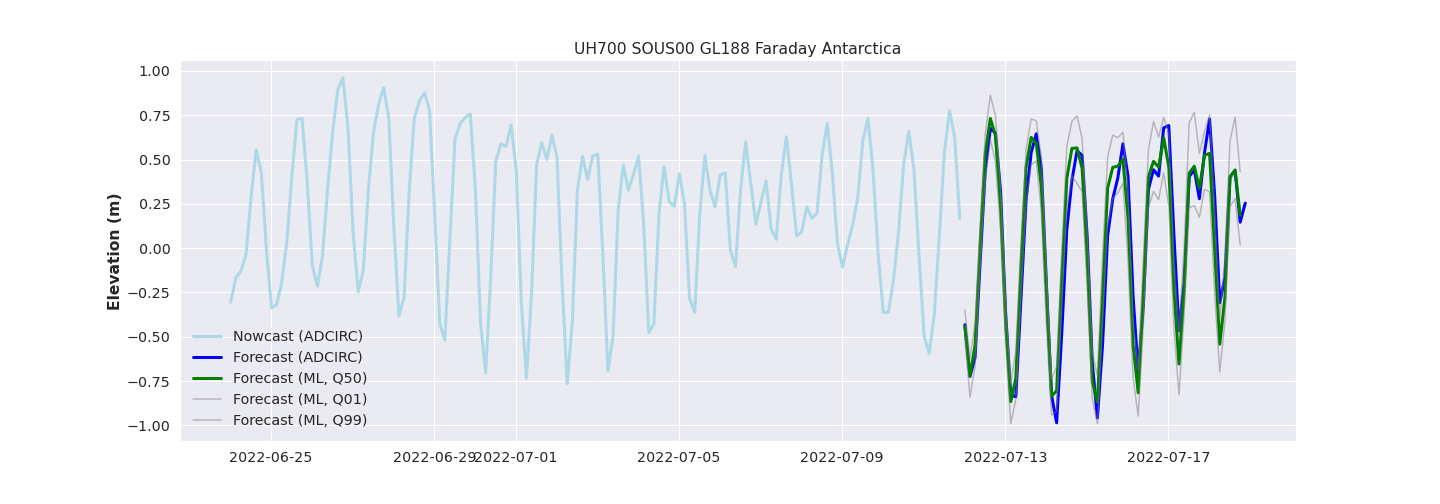 UH700 SOUS00 GL188 Faraday Antarctica
Elevation (m)
1.00
0.75
0.50
0.25
0.00
−0.25
−0.50
−0.75
−1.00
Nowcast (ADCIRC)
Forecast (ADCIRC)
Forecast (ML, Q50)
Forecast (ML, Q01)
Forecast (ML, Q99)
2022-06-25 2022-06-29 2022-07-01 2022-07-05 2022-07-09 2022-07-13 2022-07-17